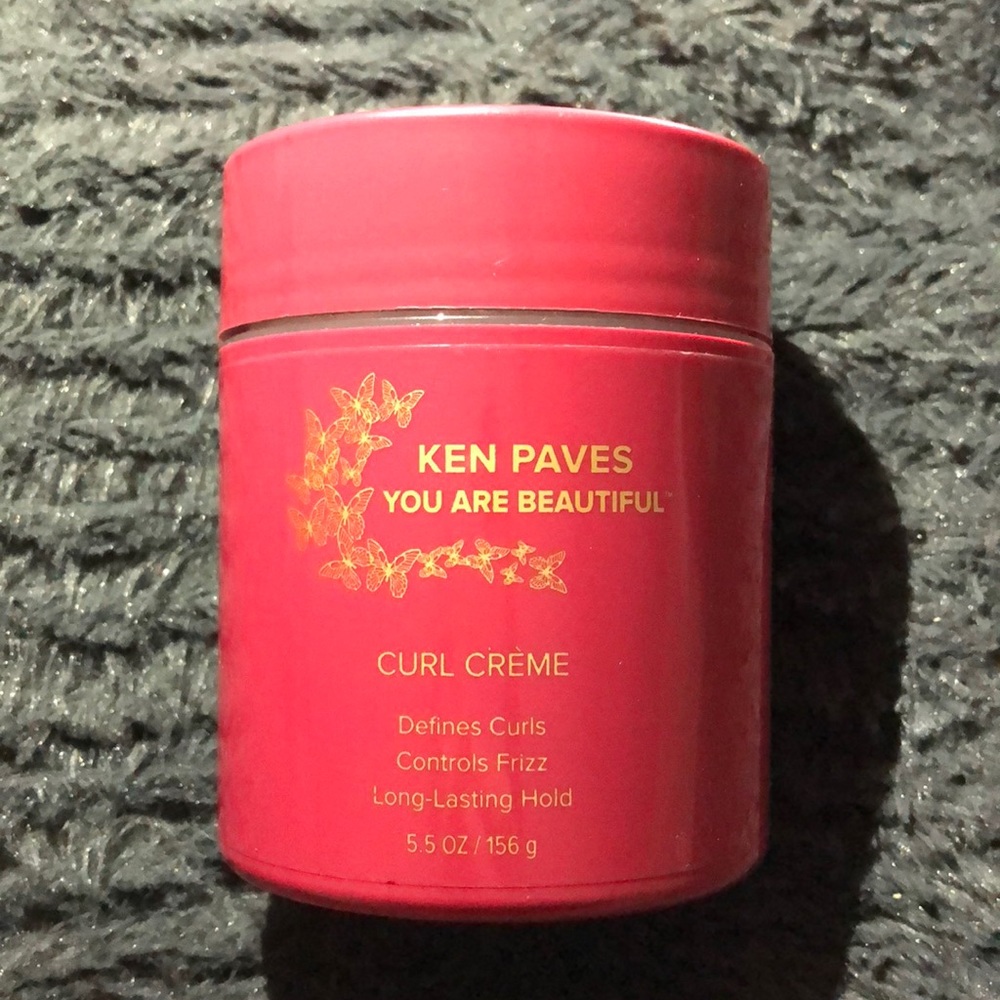 KEN PAVES
YOU ARE BEAUTIFUL™
CURL CRÈME
Defines Curls
Controls Frizz
Long-Lasting Hold
5.5 OZ / 156 g